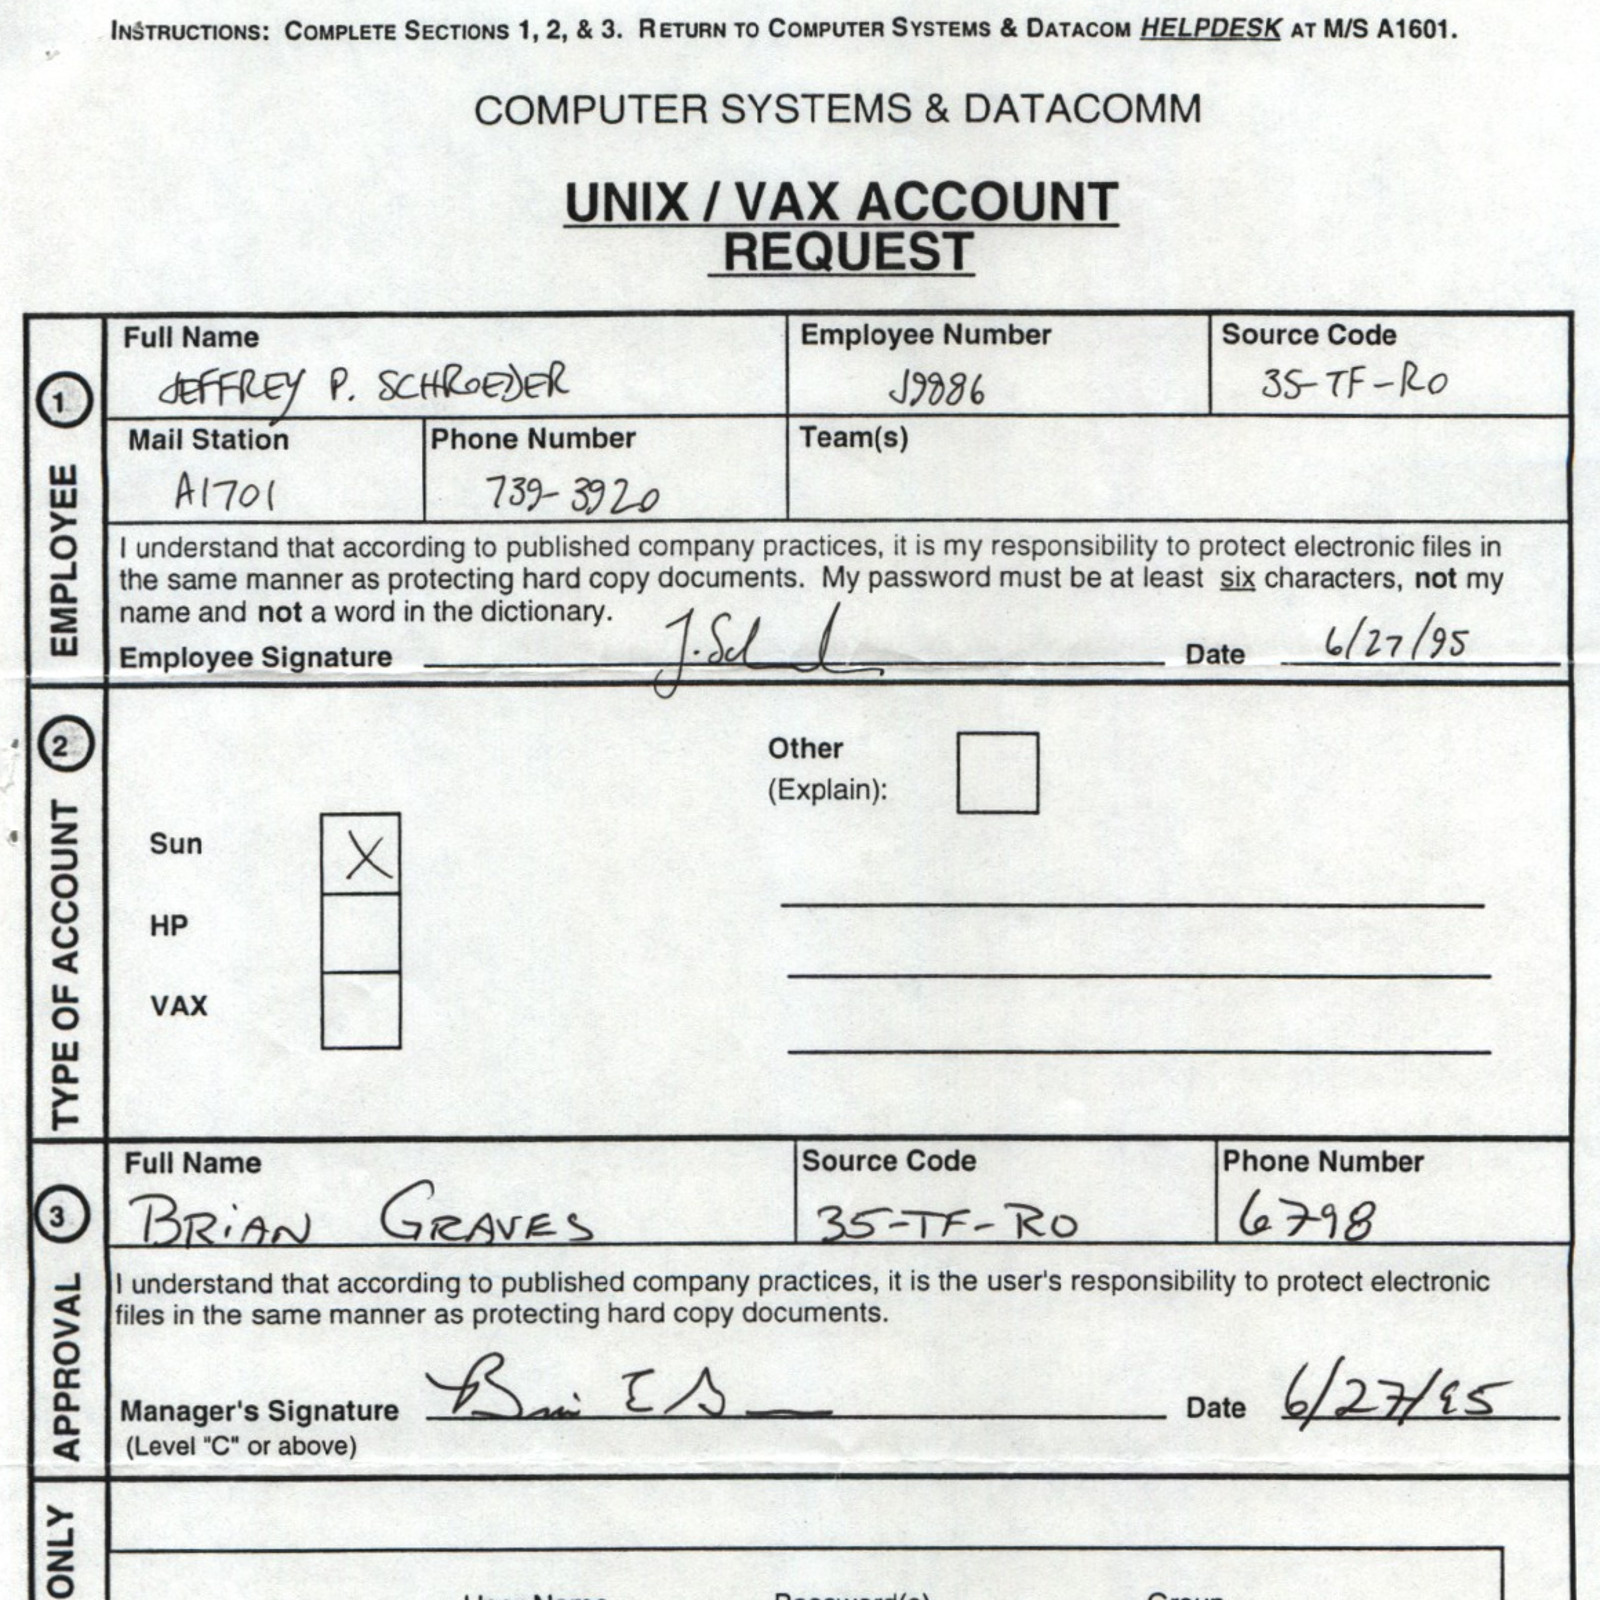 INSTRUCTIONS: COMPLETE SECTIONS 1, 2, & 3. RETURN TO COMPUTER SYSTEMS & DATACOM HELPDESK AT M/S A1601.
COMPUTER SYSTEMS & DATACOMM
UNIX / VAX ACCOUNT
REQUEST
1 EMPLOYEE
Full Name Employee Number Source Code
JEFFREY P. SCHROEDER J9886 35-TF-RO
Mail Station Phone Number Team(s)
A1701 739-3920
I understand that according to published company practices, it is my responsibility to protect electronic files in
the same manner as protecting hard copy documents. My password must be at least six characters, not my
name and not a word in the dictionary.
Employee Signature J. Sch Date 6/27/95
2 TYPE OF ACCOUNT
Other
(Explain):
Sun X
HP
VAX
3 APPROVAL
Full Name Source Code Phone Number
BRIAN GRAVES 35-TF-RO 6798
I understand that according to published company practices, it is the user's responsibility to protect electronic
files in the same manner as protecting hard copy documents.
Manager's Signature Date 6/27/95
(Level "C" or above)
ONLY
User Name Password(s) Group